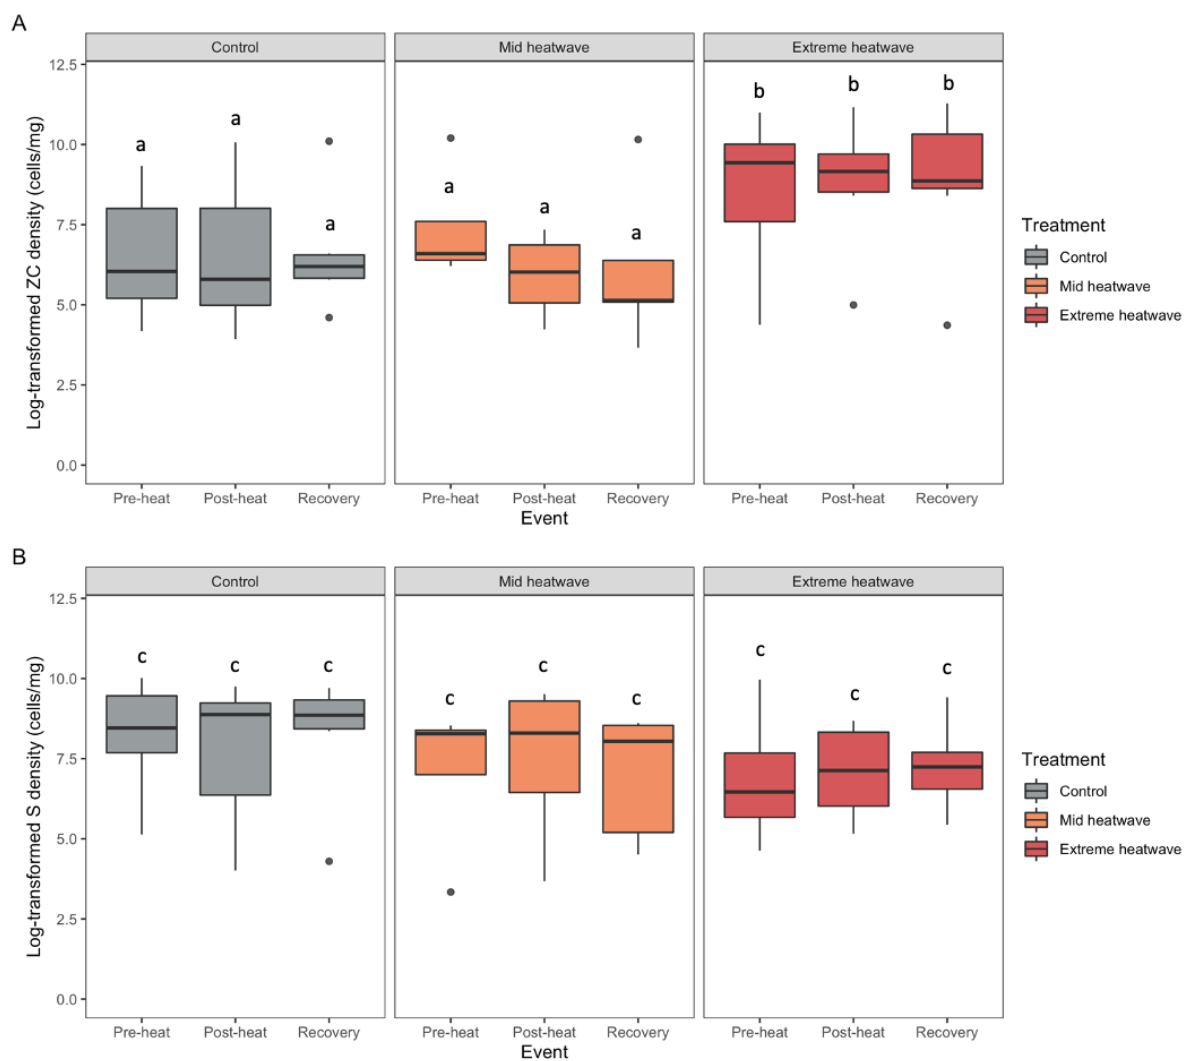 A
Control
Mid heatwave
Extreme heatwave
Log-transformed ZC density (cells/mg)
12.5
10.0
7.5
5.0
2.5
0.0
a
a
a
a
a
a
b
b
b
Pre-heat
Post-heat
Recovery
Pre-heat
Post-heat
Recovery
Pre-heat
Post-heat
Recovery
Event
Treatment
Control
Mid heatwave
Extreme heatwave
B
Control
Mid heatwave
Extreme heatwave
Log-transformed S density (cells/mg)
12.5
10.0
7.5
5.0
2.5
0.0
c
c
c
c
c
c
c
c
c
Pre-heat
Post-heat
Recovery
Pre-heat
Post-heat
Recovery
Pre-heat
Post-heat
Recovery
Event
Treatment
Control
Mid heatwave
Extreme heatwave